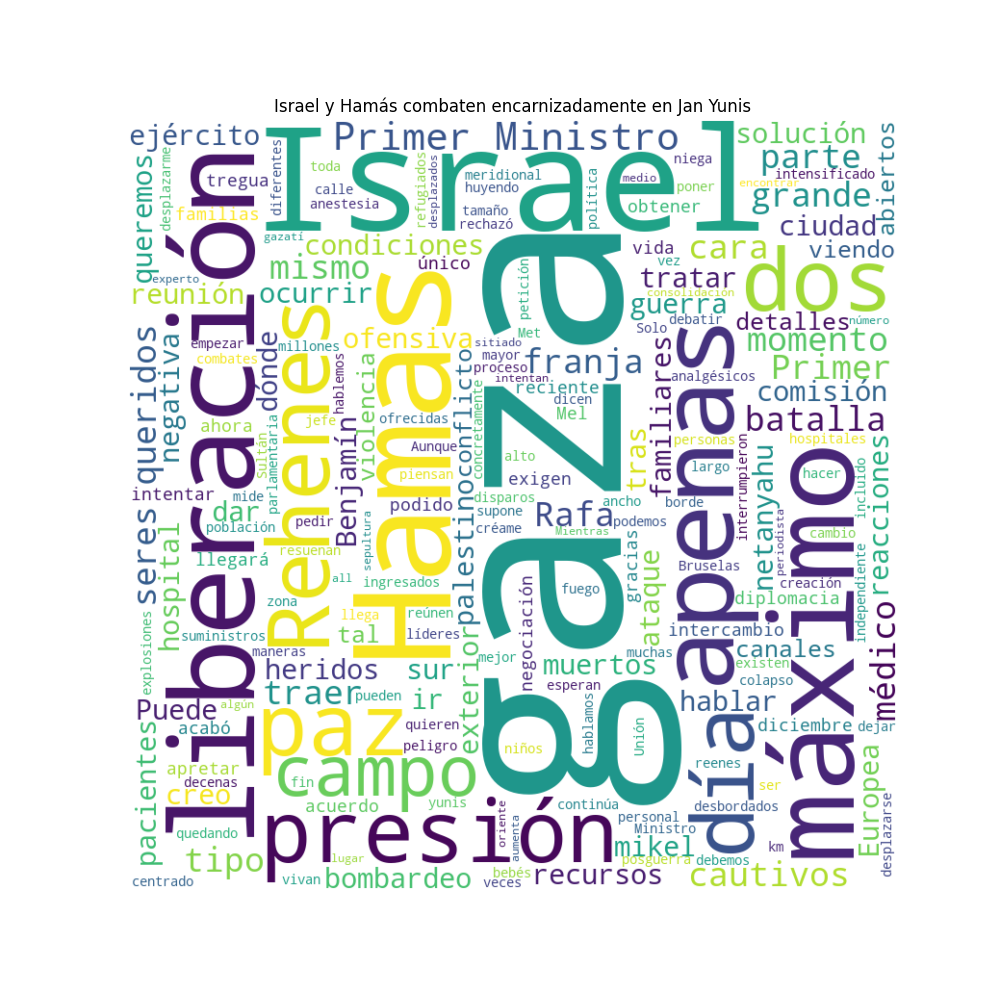 Israel y Hamás combaten encarnizadamente en Jan Yunis
ejército
Israel
Primer Ministro
solución
parte
grande
ciudad
abiertos
viendo
queremos
desplazarme
tregua
familias
liberación
diferentes
toda
calle
anestesia
refugiados
desplazados
meridional
huyendo
tamaño
rechazó
política
medio
niega
poner
obtener
encontrar
intensificado
gazatí
condiciones
mismo
ocurrir
único
vida
vez
cara
tratar
consolidación
guerra
dos
experto
reunión
empezar
combates
negativa
queridos
seres
dónde
millones
Rehenes
hablemos
ofensiva
Hamas
gaza
petición
Met
sitiado
mayor
proceso
intentan
franja
reciente
dicen
Mel
Solo
debatir
detalles
número
momento
Primer
analgésicos
comisión
batalla
familiares
apenas
máximo
ahora
Sultán
parlamentaria
jefe
violencia
ofrecidas
Aunque
conflicto
palestino
concretamente
alto
exigen
tras
personas
hospitales
largo
interrumpieron
netanyahu
hacer
incluido
reacciones
intentar
mide
dar
población
pedir
Benjamín
piensan
podido
disparos
supone
créame
Rafa
Mientras
podemos
ancho
borde
periodista
cambio
independiente
hospital
llegará
resuenan
sepultura
all
ingresados
fuego
gracias
ataque
Bruselas
creación
diplomacia
explosiones
suministros
zona
maneras
llega
tal
reúnen
líderes
exterior
negociación
mejor
muchas
intercambio
canales
existen
colapso
médico
heridos
sur
traer
ir
pueden
esperan
muertos
hablar
Puede
algún
acabó
paz
quieren
peligro
niños
hablamos
Unión
día
diciembre
dejar
pacientes
apretar
decenas
creo
campo
fin
acuerdo
yunis
reenes
ser
desbordados
Europea
quedando
presión
oriente
aumenta
continúa
personal
Ministro
mikel
posguerra
debemos
km
desplazarse
tipo
lugar
centrado
vivan
bombardeo
veces
bebés
recursos
cautivos